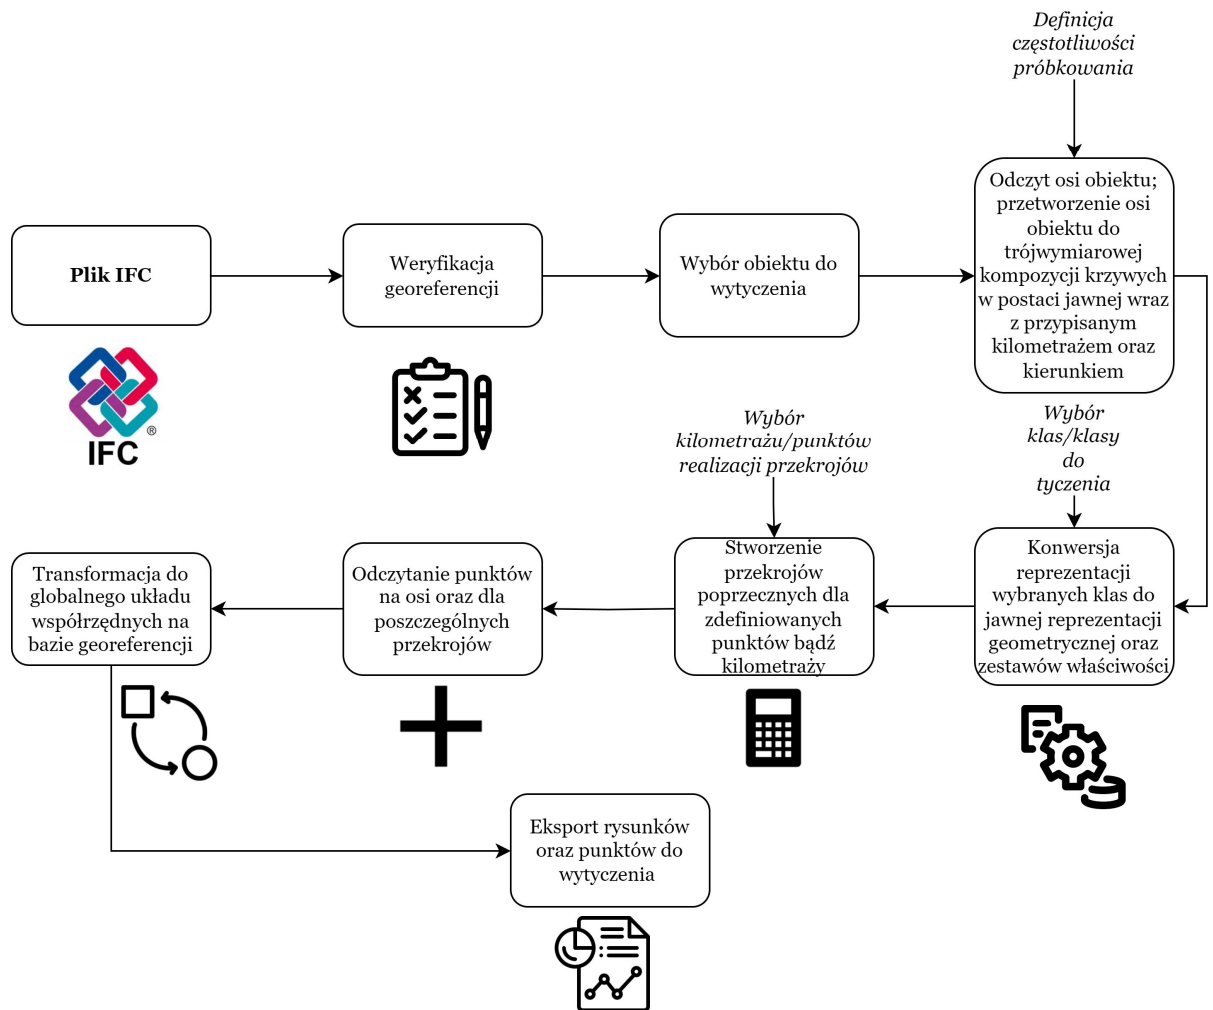 Definicja
częstotliwości
próbkowania
Plik IFC
Weryfikacja
georeferencji
Wybór obiektu do
wytyczenia
Odczyt osi obiektu;
przetworzenie osi
obiektu do
trójwymiarowej
kompozycji krzywych
w postaci jawnej wraz
z przypisanym
kilometrażem oraz
kierunkiem
IFC
®
Wybór
klas/klasy
do
tyczenia
Wybór
kilometrażu/punktów
realizacji przekrojów
Konwersja
reprezentacji
wybranych klas do
jawnej reprezentacji
geometrycznej oraz
zestawów właściwości
Stworzenie
przekrojów
poprzecznych dla
zdefiniowanych
punktów bądź
kilometraży
Odczytanie punktów
na osi oraz dla
poszczególnych
przekrojów
Transformacja do
globalnego układu
współrzędnych na
bazie georeferencji
Eksport rysunków
oraz punktów do
wytyczenia